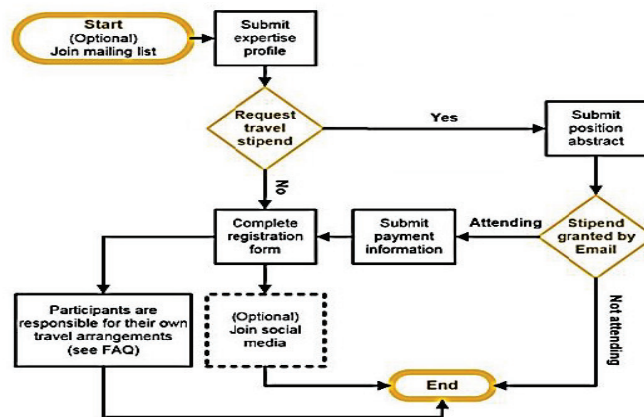 Start
(Optional)
Join mailing list
Submit
expertise
profile
Request
travel
stipend
Yes
Submit
position
abstract
No
Complete
registration
form
Submit
payment
information
Attending
Stipend
granted by
Email
Participants are
responsible for their own
travel arrangements
(see FAQ)
(Optional)
Join social
media
Not attending
End